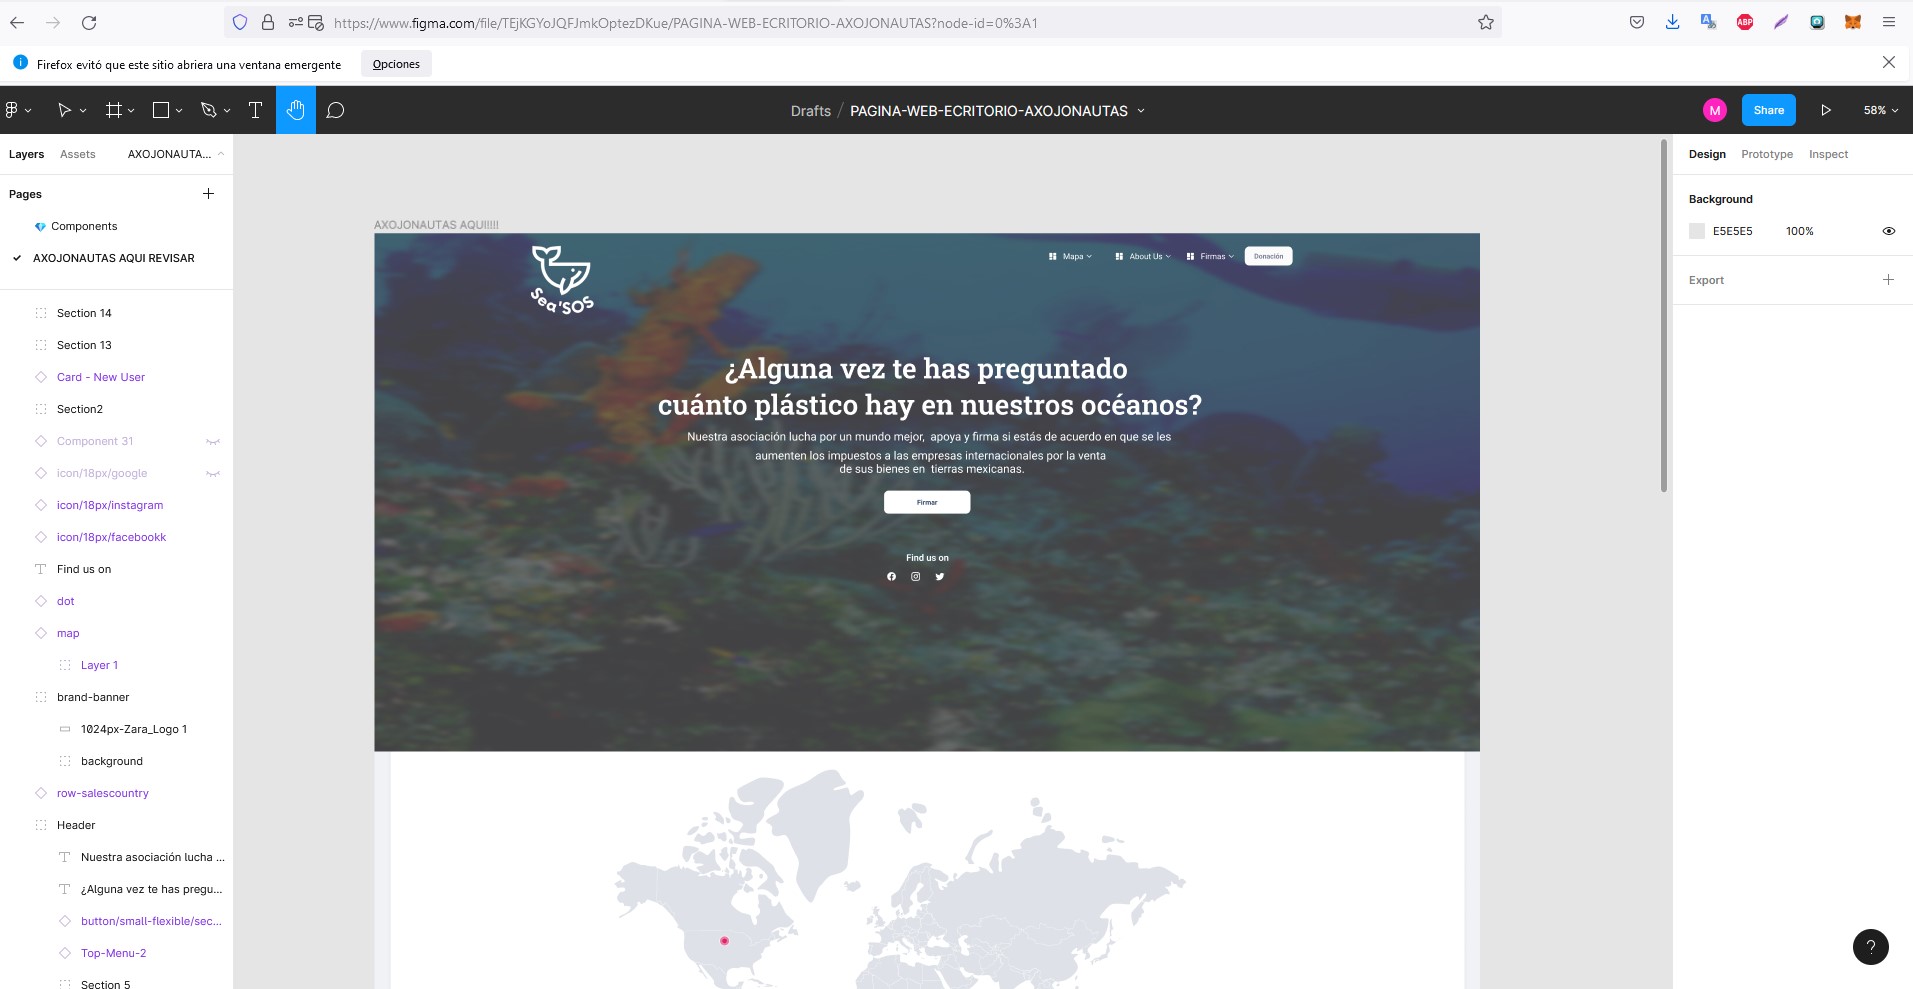 https://www.figma.com/file/TEjKGYoJQFJmkOptezDKue/PAGINA-WEB-ECRITORIO-AXOJONAUTAS?node-id=0%3A1
ABP
Firefox evitó que este sitio abriera una ventana emergente
Opciones
Drafts / PAGINA-WEB-ECRITORIO-AXOJONAUTAS
M
Share
58%
Layers
Assets
AXOJONAUTA...
Pages
Components
AXOJONAUTAS AQUI REVISAR
Section 14
Section 13
Card - New User
Section2
Component 31
icon/18px/google
icon/18px/instagram
icon/18px/facebookk
Find us on
dot
map
Layer 1
brand-banner
1024px-Zara_Logo 1
background
row-salescountry
Header
Nuestra asociación lucha ...
¿Alguna vez te has pregu...
button/small-flexible/sec...
Top-Menu-2
Section 5
AXOJONAUTAS AQUI!!!!!
Sea'SOS
Mapa
About Us
Firmas
Donación
¿Alguna vez te has preguntado
cuánto plástico hay en nuestros océanos?
Nuestra asociación lucha por un mundo mejor, apoya y firma si estás de acuerdo en que se les
aumenten los impuestos a las empresas internacionales por la venta
de sus bienes en tierras mexicanas.
Firmar
Find us on
Design
Prototype
Inspect
Background
E5E5E5
100%
Export
?